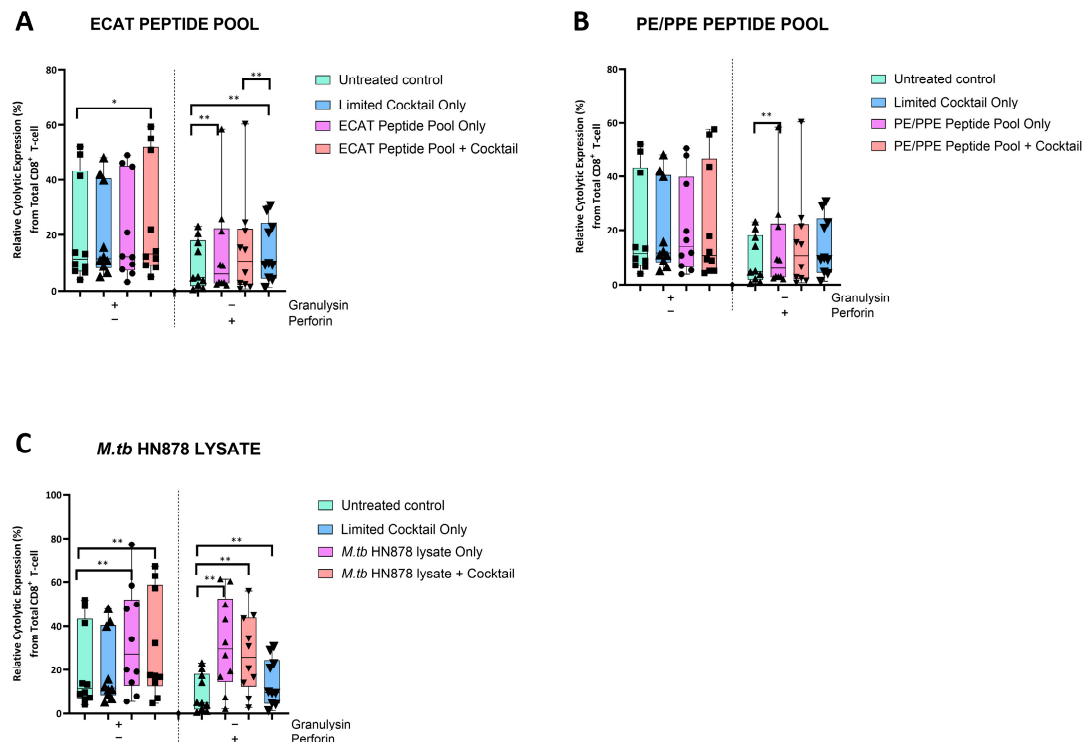 A
ECAT PEPTIDE POOL
Relative Cytolytic Expression (%)
from Total CD8⁺ T-cell
80
60
40
20
0
*
**
**
**
Untreated control
Limited Cocktail Only
ECAT Peptide Pool Only
ECAT Peptide Pool + Cocktail
+ − Granulysin
− + Perforin
B
PE/PPE PEPTIDE POOL
Relative Cytolytic Expression (%)
from Total CD8⁺ T-cell
80
60
40
20
0
**
Untreated control
Limited Cocktail Only
PE/PPE Peptide Pool Only
PE/PPE Peptide Pool + Cocktail
+ − Granulysin
− + Perforin
C
M.tb HN878 LYSATE
Relative Cytolytic Expression (%)
from Total CD8⁺ T-cell
100
80
60
40
20
0
**
**
**
**
**
Untreated control
Limited Cocktail Only
M.tb HN878 lysate Only
M.tb HN878 lysate + Cocktail
+ − Granulysin
− + Perforin